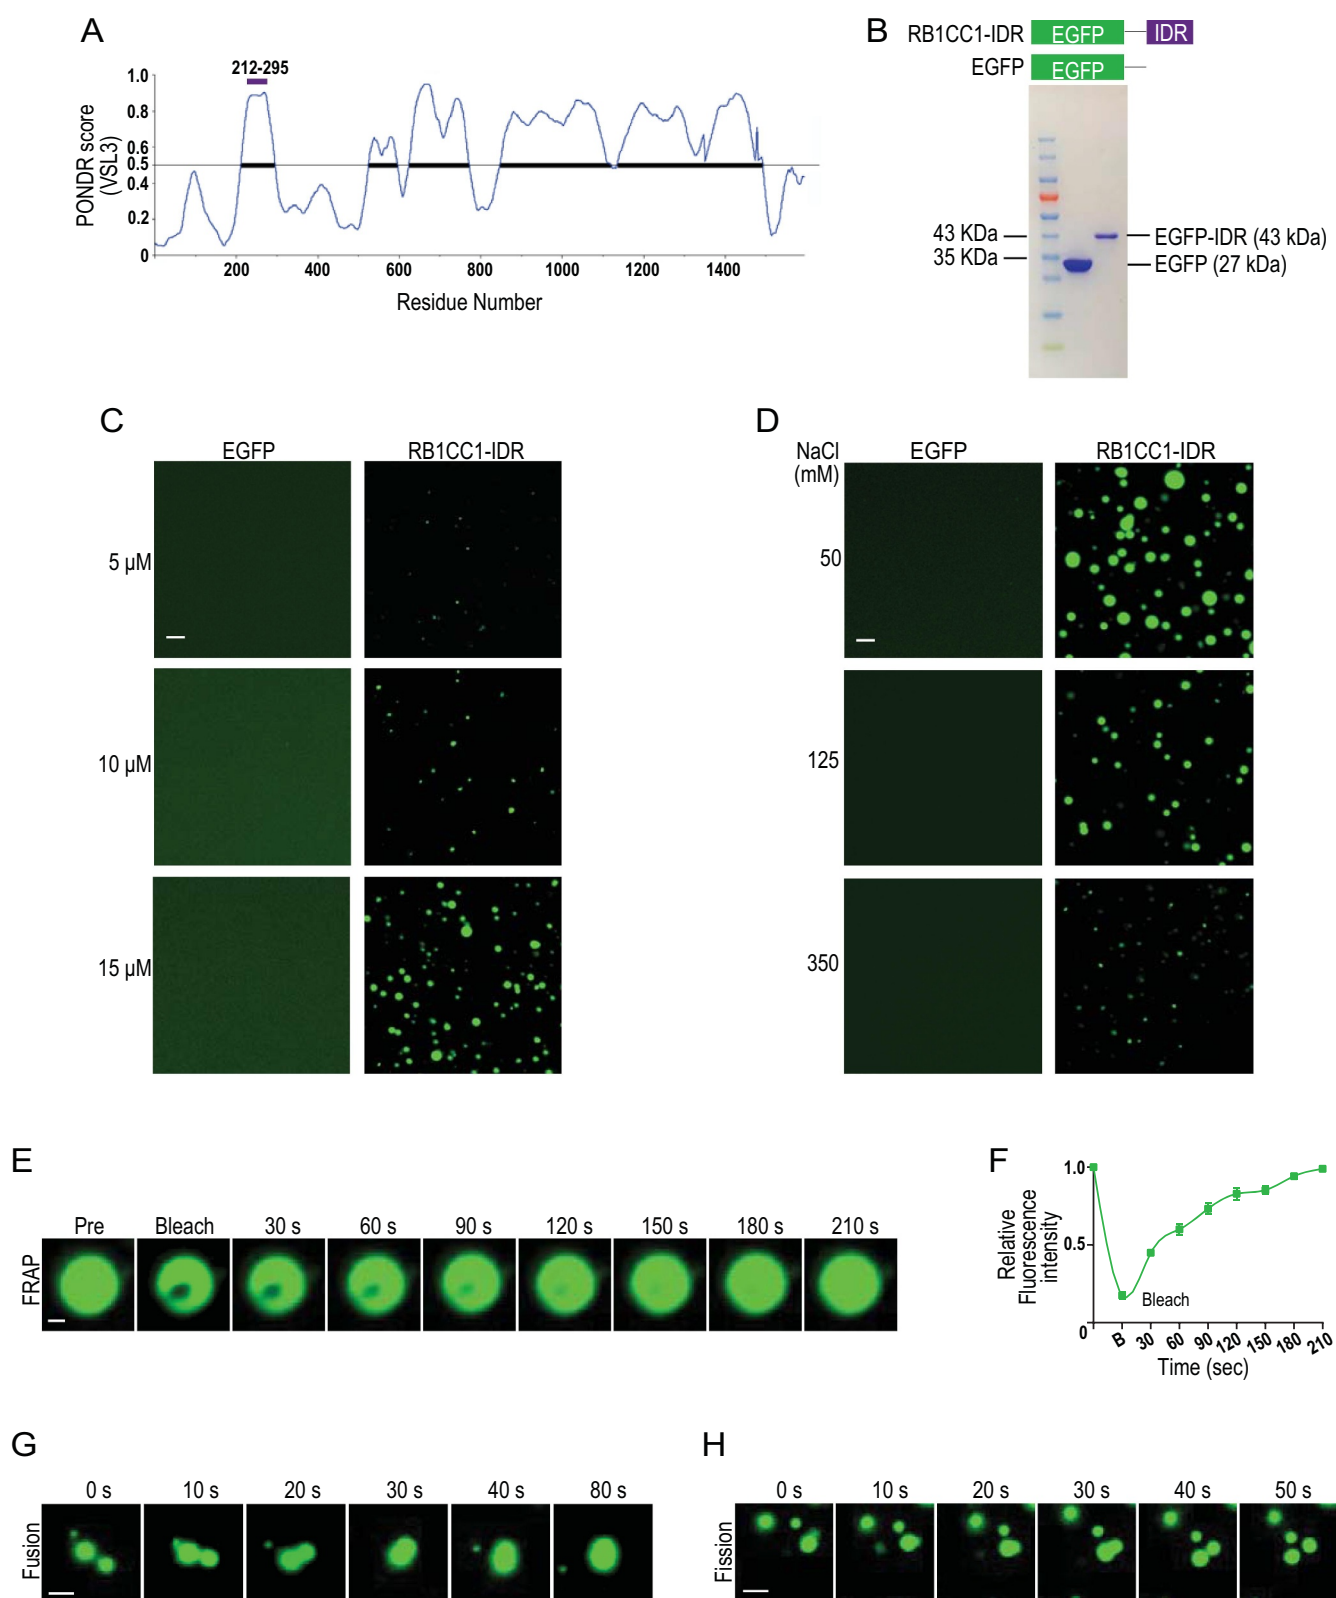 A
212-295
1.0
0.8
0.6
0.5
0.4
0.2
0
PONDR score
(VSL3)
200 400 600 800 1000 1200 1400
Residue Number
B
RB1CC1-IDR EGFP IDR
EGFP EGFP
43 KDa EGFP-IDR (43 kDa)
35 KDa EGFP (27 kDa)
C
EGFP RB1CC1-IDR
5 µM
10 µM
15 µM
D
NaCl
(mM)
EGFP RB1CC1-IDR
50
125
350
E
Pre Bleach 30 s 60 s 90 s 120 s 150 s 180 s 210 s
FRAP
F
1.0
0.5
0
Relative
Fluorescence
intensity
Bleach
B 30 60 90 120 150 180 210
Time (sec)
G
0 s 10 s 20 s 30 s 40 s 80 s
Fusion
H
0 s 10 s 20 s 30 s 40 s 50 s
Fission